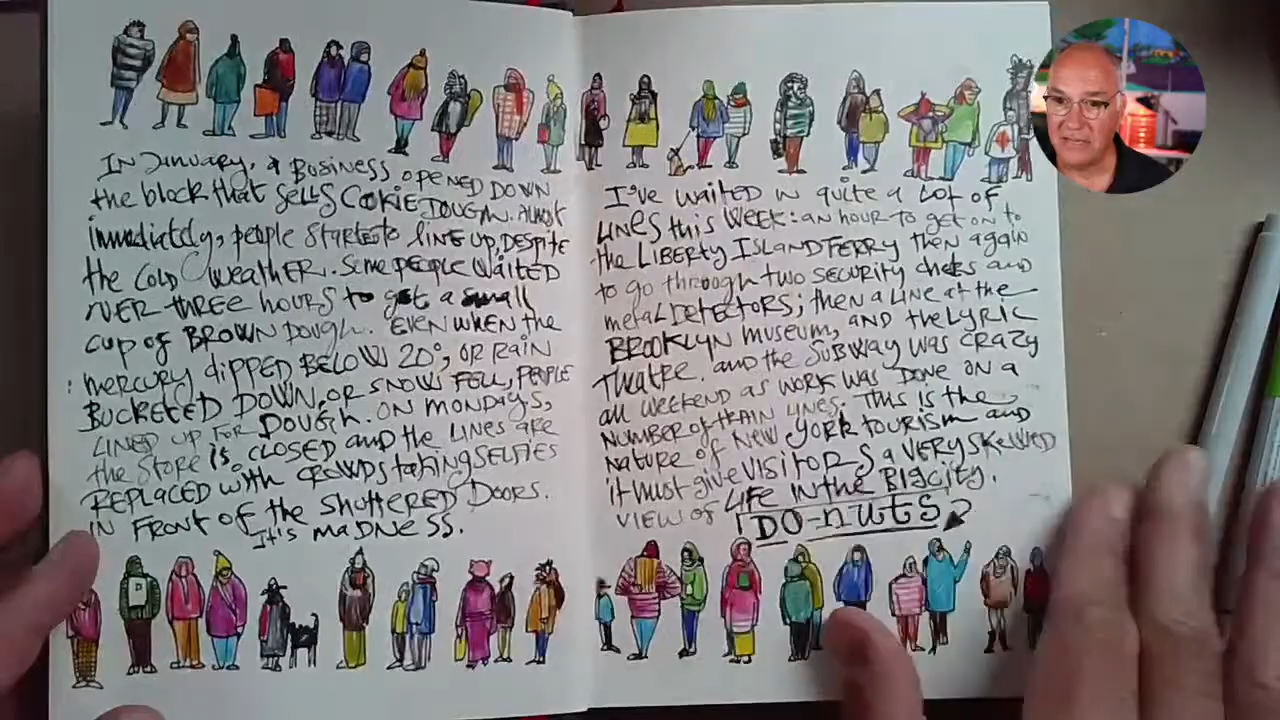 In January, a Business opened down
the block that sells Cookie Dough. Almost
immediately, people started to line up, despite
the cold weather. Some people waited
over three hours to get a small
cup of brown dough. Even when the
mercury dipped below 20°, or rain
bucketed down, or snow fell, people
lined up for dough. On Mondays,
the store is closed and the lines are
replaced with crowds taking selfies
in front of the shuttered doors.
It's madness.
I've waited in quite a lot of
lines this week: an hour to get on to
the Liberty Island Ferry then again
to go through two security checks and
metal detectors; then a line at the
Brooklyn museum, and the Lyric
Theatre. and the subway was crazy
all weekend as work was done on a
number of train lines. This is the
nature of New York tourism and
it must give visitors a very skewed
view of life in the big city.
DO-nuts?